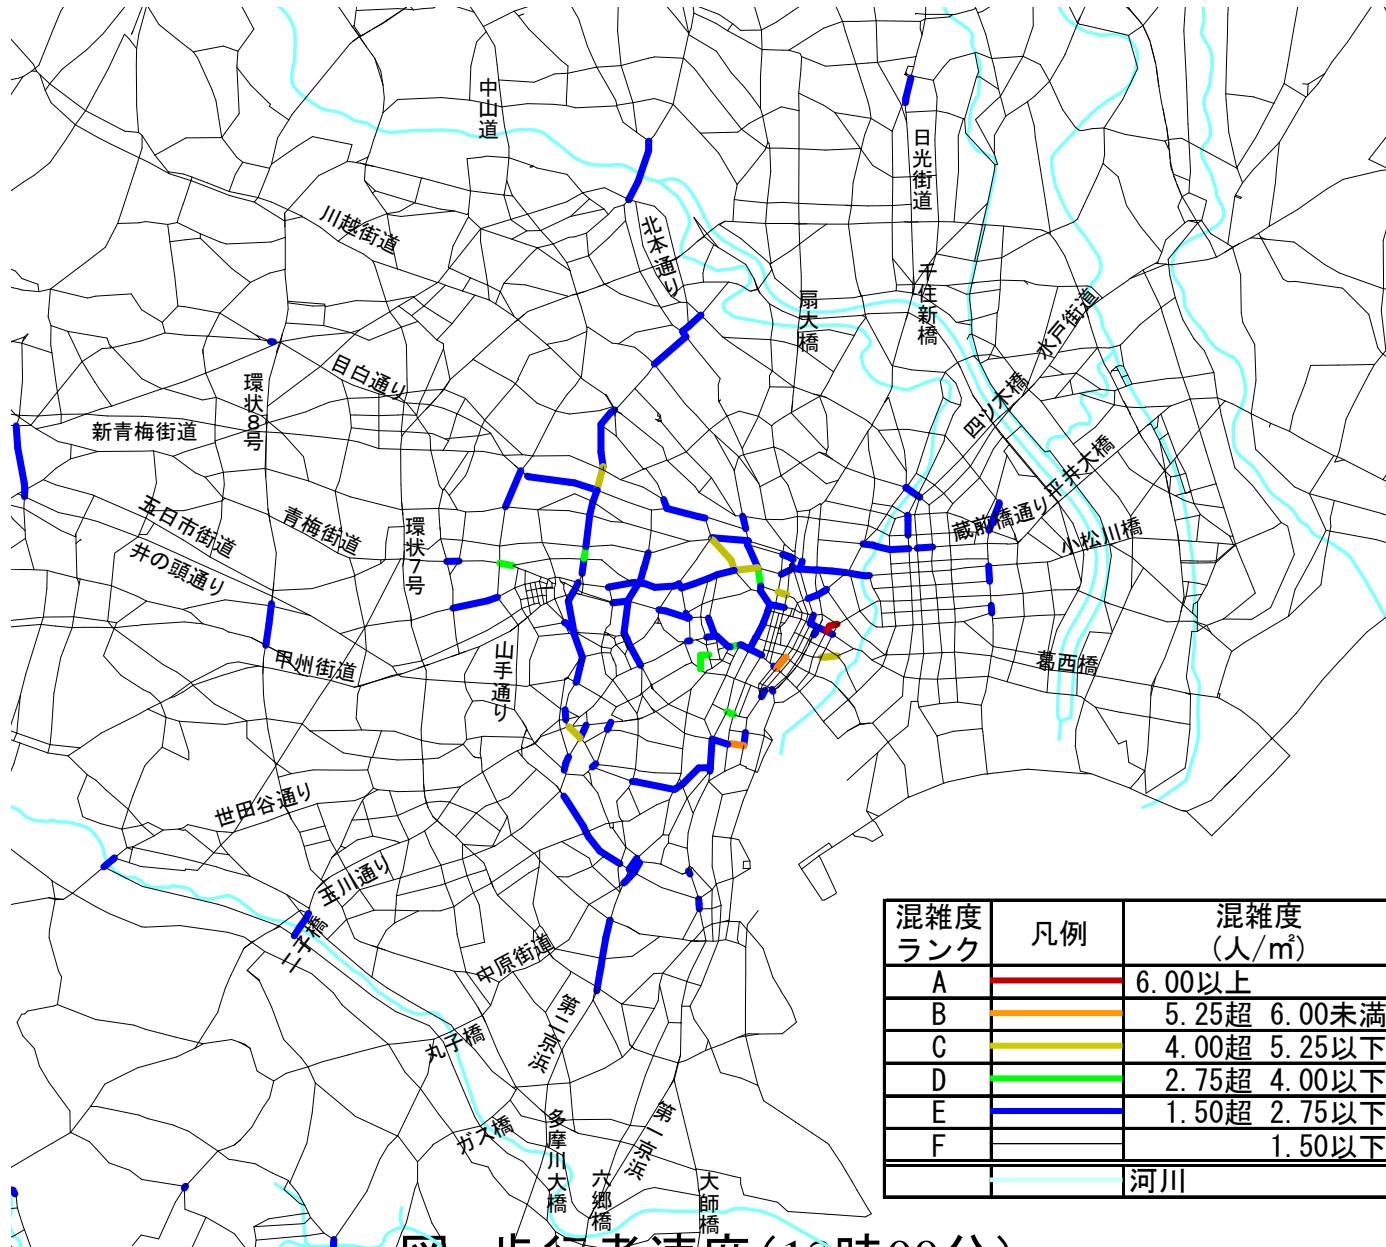 中山道
日光街道
川越街道
北本通り
千住新橋
扇大橋
水戸街道
目白通り
環状8号
四ツ木橋
新青梅街道
平井大橋
五日市街道
青梅街道
環状7号
蔵前橋通り
小松川橋
井の頭通り
甲州街道
山手通り
葛西橋
世田谷通り
玉川通り
二子橋
中原街道
第二京浜
丸子橋
ガス橋
多摩川大橋
第一京浜
六郷橋
大師橋
混雑度ランク 凡例 混雑度(人/㎡)
A 6.00以上
B 5.25超 6.00未満
C 4.00超 5.25以下
D 2.75超 4.00以下
E 1.50超 2.75以下
F 1.50以下
河川